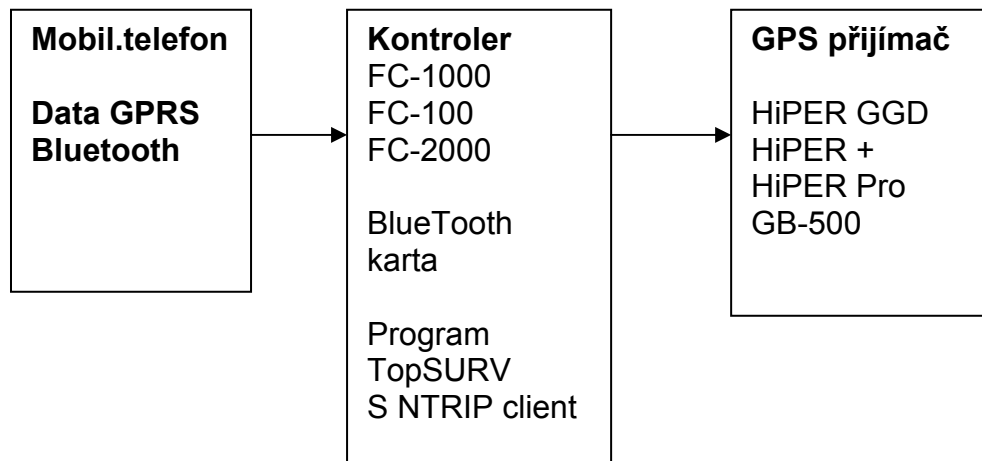 Mobil.telefon
Data GPRS
Bluetooth
Kontroler
FC-1000
FC-100
FC-2000
BlueTooth
karta
Program
TopSURV
S NTRIP client
GPS přijímač
HiPER GGD
HiPER +
HiPER Pro
GB-500